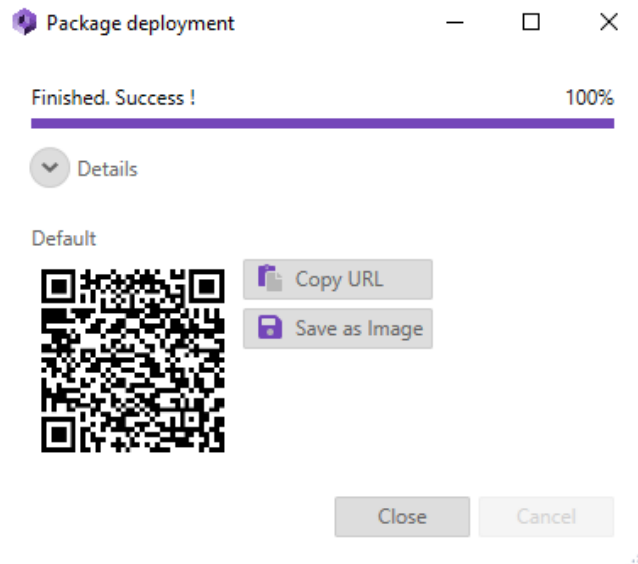 Package deployment
Finished. Success ! 100%
Details
Default
Copy URL
Save as Image
Close Cancel